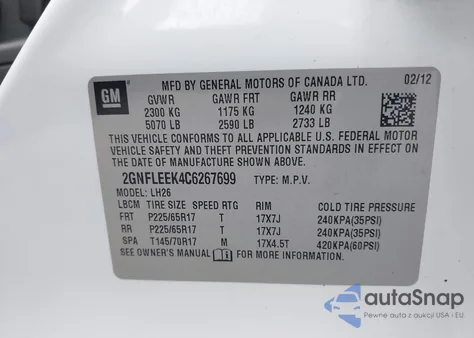 GM
MFD BY GENERAL MOTORS OF CANADA LTD. 02/12
GVWR GAWR FRT GAWR RR
2300 KG 1175 KG 1240 KG
5070 LB 2590 LB 2733 LB
THIS VEHICLE CONFORMS TO ALL APPLICABLE U.S. FEDERAL MOTOR
VEHICLE SAFETY AND THEFT PREVENTION STANDARDS IN EFFECT ON
THE DATE OF MANUFACTURE SHOWN ABOVE.
2GNFLEEK4C6267699 TYPE: M.P.V.
MODEL: LH26
LBCM TIRE SIZE SPEED RTG RIM COLD TIRE PRESSURE
FRT P225/65R17 T 17X7J 240KPA(35PSI)
RR P225/65R17 T 17X7J 240KPA(35PSI)
SPA T145/70R17 M 17X4.5T 420KPA(60PSI)
SEE OWNER'S MANUAL FOR MORE INFORMATION.
autaSnap
Pewne auta z aukcji USA i EU